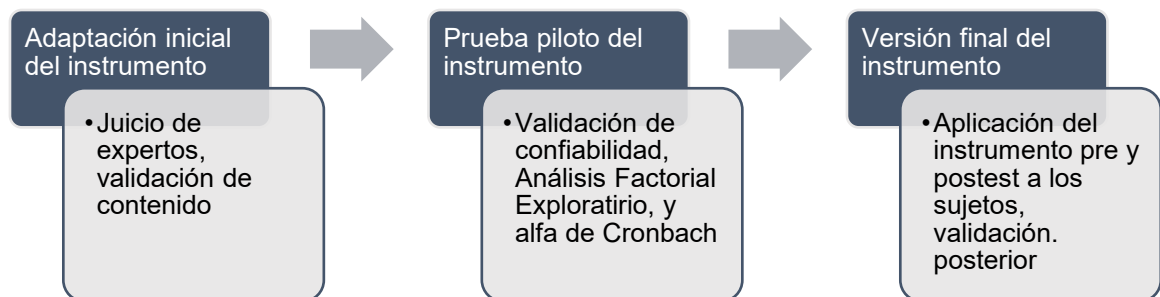 Adaptación inicial
del instrumento
•Juicio de
expertos,
validación de
contenido
Prueba piloto del
instrumento
•Validación de
confiabilidad,
Análisis Factorial
Exploratirio, y
alfa de Cronbach
Versión final del
instrumento
•Aplicación del
instrumento pre y
postest a los
sujetos,
validación.
posterior